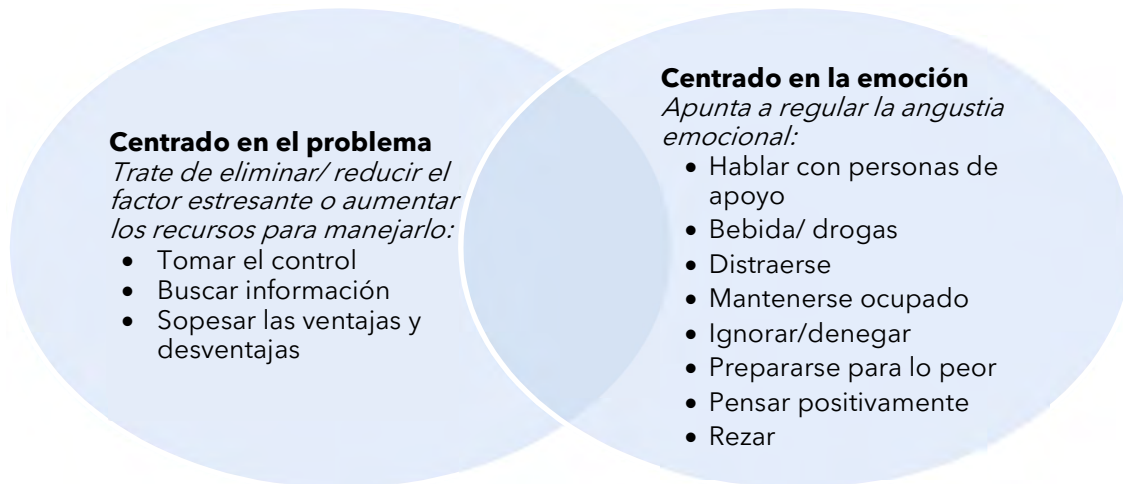 Centrado en el problema
Trate de eliminar/ reducir el
factor estresante o aumentar
los recursos para manejarlo:
• Tomar el control
• Buscar información
• Sopesar las ventajas y
desventajas
Centrado en la emoción
Apunta a regular la angustia
emocional:
• Hablar con personas de
apoyo
• Bebida/ drogas
• Distraerse
• Mantenerse ocupado
• Ignorar/denegar
• Prepararse para lo peor
• Pensar positivamente
• Rezar